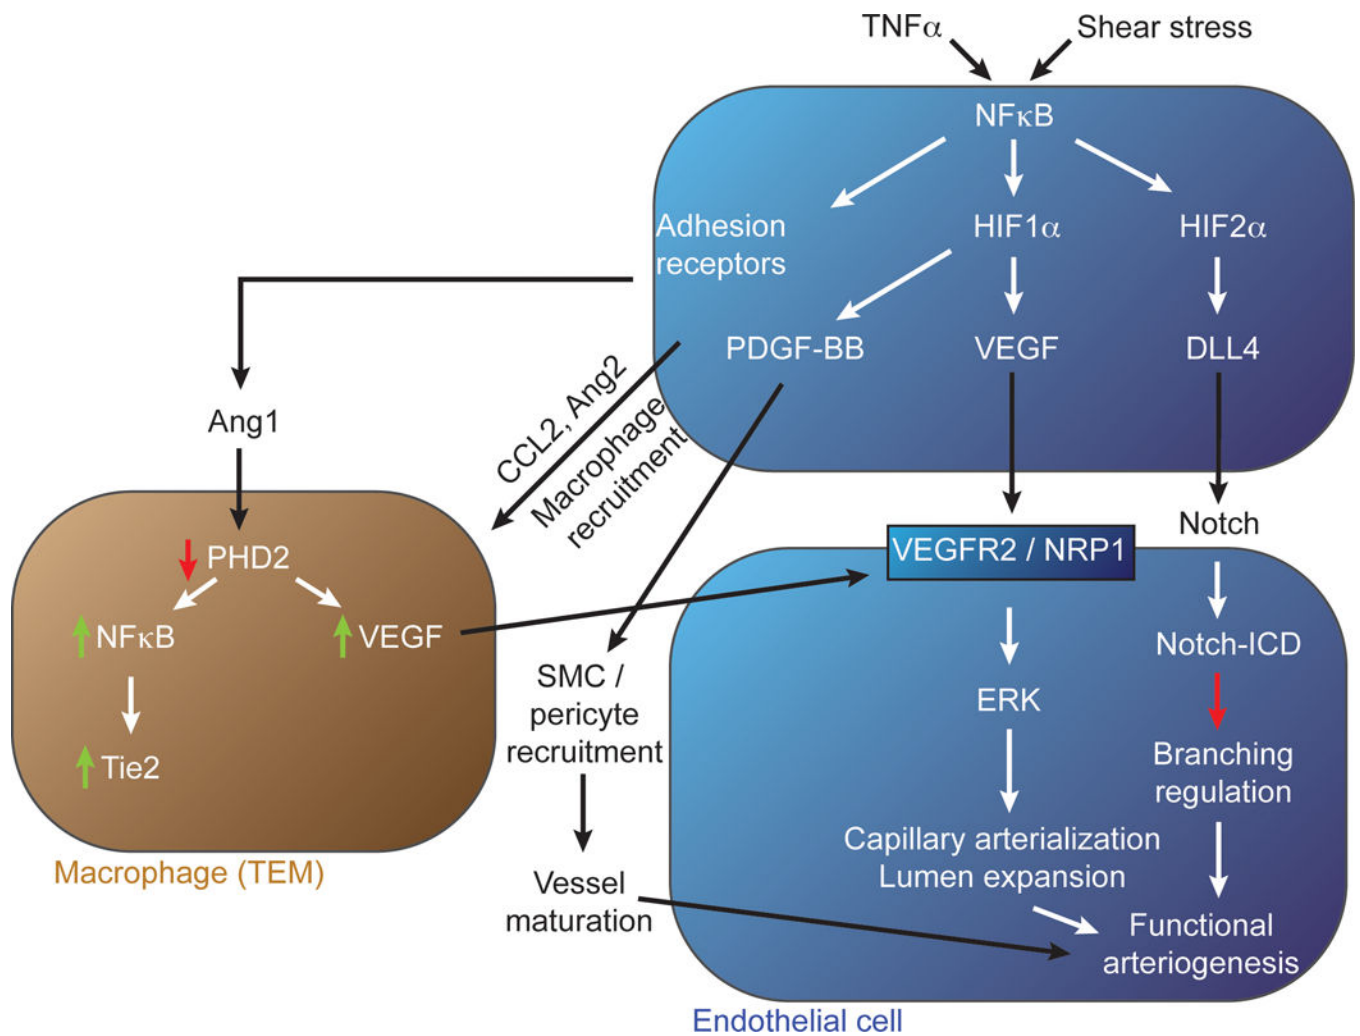 TNFα
Shear stress
NFκB
Adhesion
receptors
HIF1α
HIF2α
PDGF-BB
VEGF
DLL4
Ang1
CCL2, Ang2
Macrophage
recruitment
PHD2
NFκB
VEGF
Tie2
Macrophage (TEM)
SMC /
pericyte
recruitment
Vessel
maturation
VEGFR2 / NRP1
Notch
Notch-ICD
ERK
Branching
regulation
Capillary arterialization
Lumen expansion
Functional
arteriogenesis
Endothelial cell